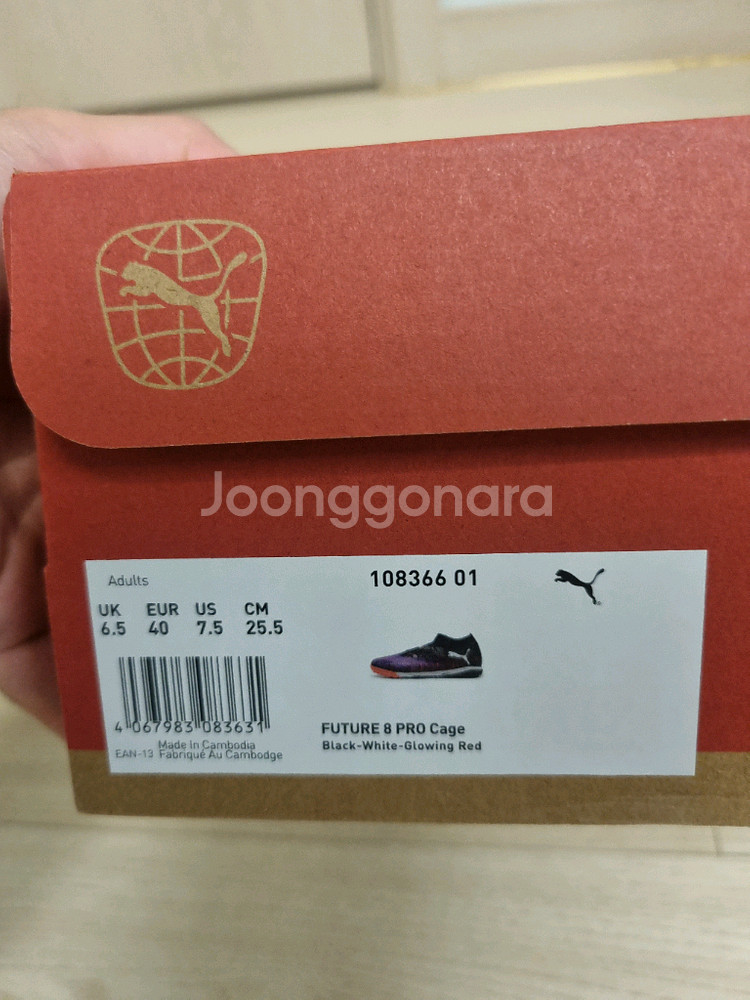 Joonggonara
Adults
108366 01
UK EUR US CM
6.5 40 7.5 25.5
4 067983 083631
Made in Cambodia
EAN-13 Fabriqué Au Cambodge
FUTURE 8 PRO Cage
Black-White-Glowing Red